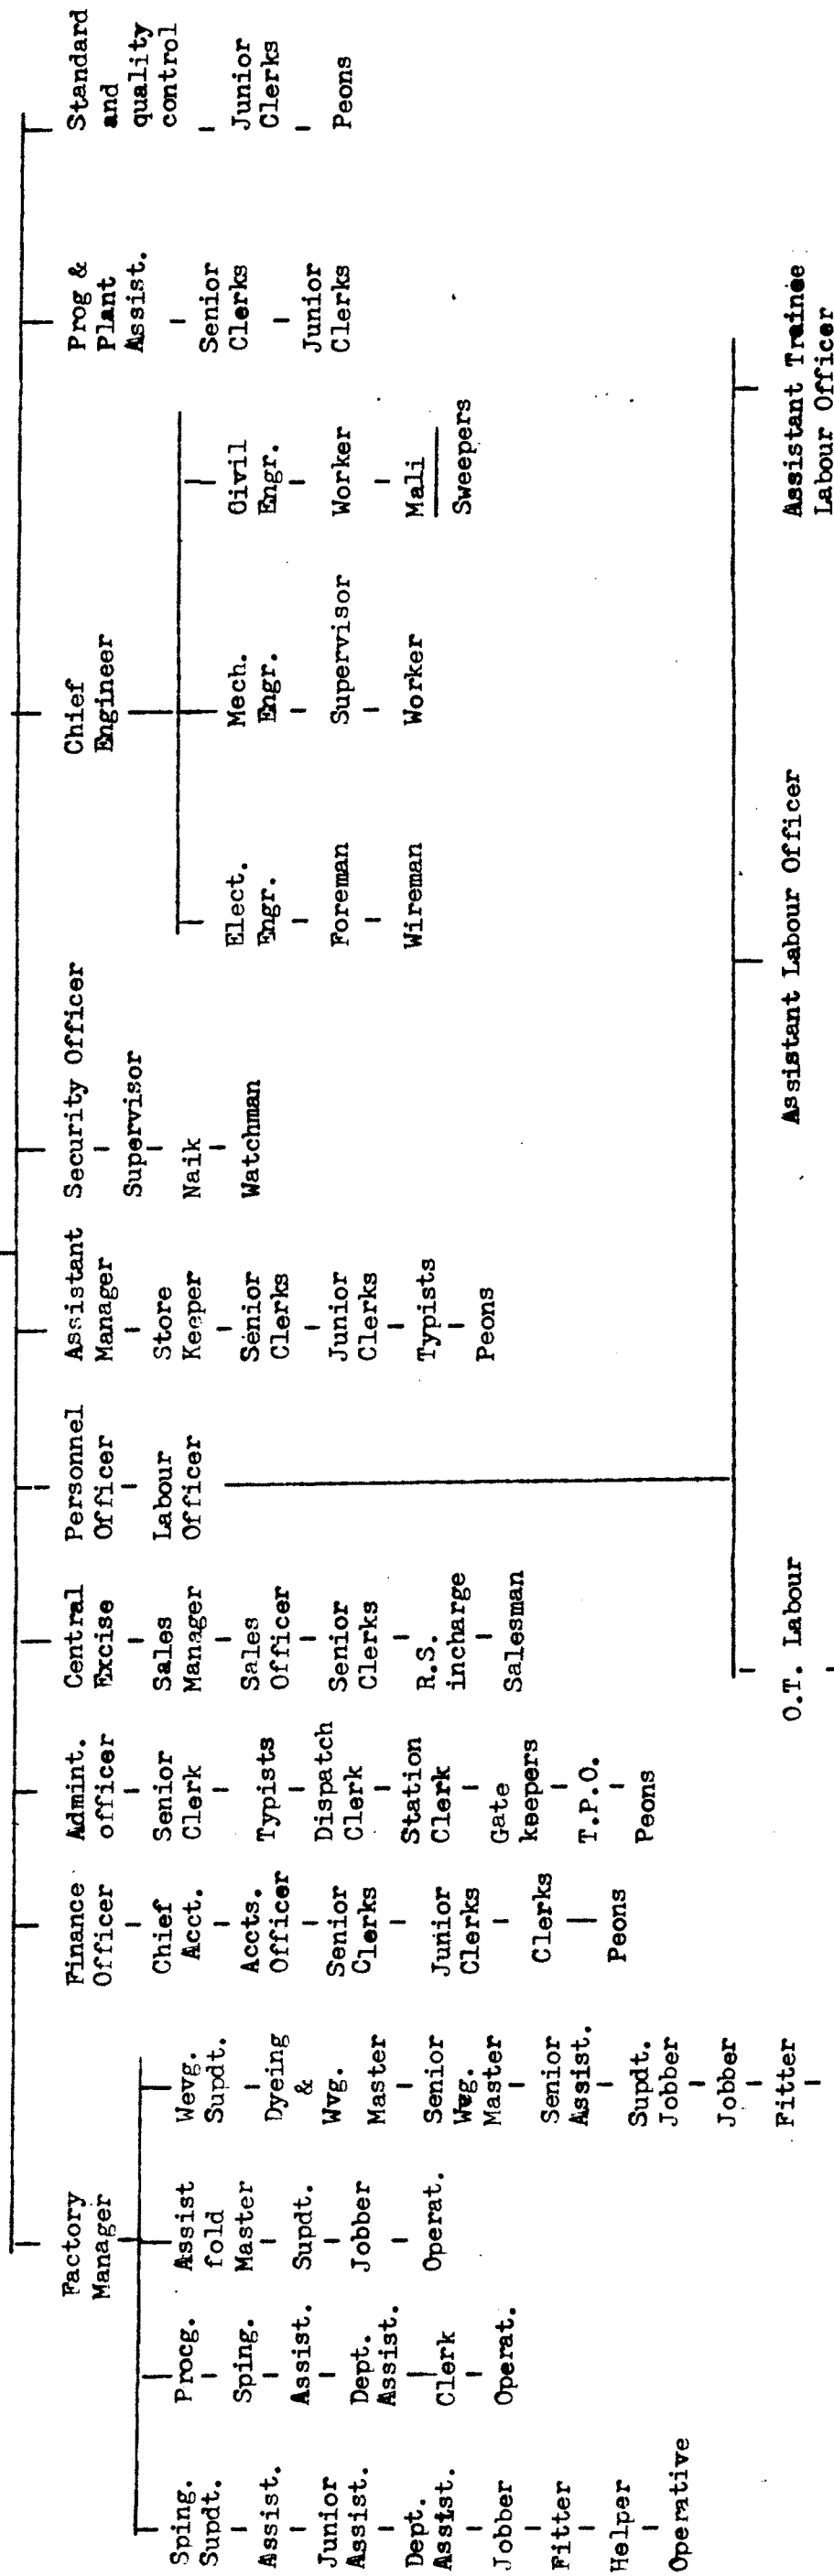 Factory
Manager
Sping.
Supdt.
Assist.
Junior
Assist.
Dept.
Assist.
Jobber
Fitter
Helper
Operative
Procg.
Sping.
Assist.
Dept.
Assist.
Clerk
Operat.
Assist
fold
Master
Supdt.
Jobber
Operat.
Wevg.
Supdt.
Dyeing
&
Wvg.
Master
Senior
Wvg.
Master
Senior
Assist.
Supdt.
Jobber
Jobber
Fitter
Finance
Officer
Chief
Acct.
Accts.
Officer
Senior
Clerks
Junior
Clerks
Clerks
Peons
Admint.
officer
Senior
Clerk
Typists
Dispatch
Clerk
Station
Clerk
Gate
keepers
T.P.O.
Peons
Central
Excise
Sales
Manager
Sales
Officer
Senior
Clerks
R.S.
incharge
Salesman
Personnel
Officer
Labour
Officer
O.T. Labour
Assistant Labour Officer
Assistant Trainee
Labour Officer
Assistant
Manager
Store
Keeper
Senior
Clerks
Junior
Clerks
Typists
Peons
Security Officer
Supervisor
Naik
Watchman
Chief
Engineer
Elect.
Engr.
Foreman
Wireman
Mech.
Engr.
Supervisor
Worker
Civil
Engr.
Worker
Mali
Sweepers
Prog &
Plant
Assist.
Senior
Clerks
Junior
Clerks
Standard
and
quality
control
Junior
Clerks
Peons